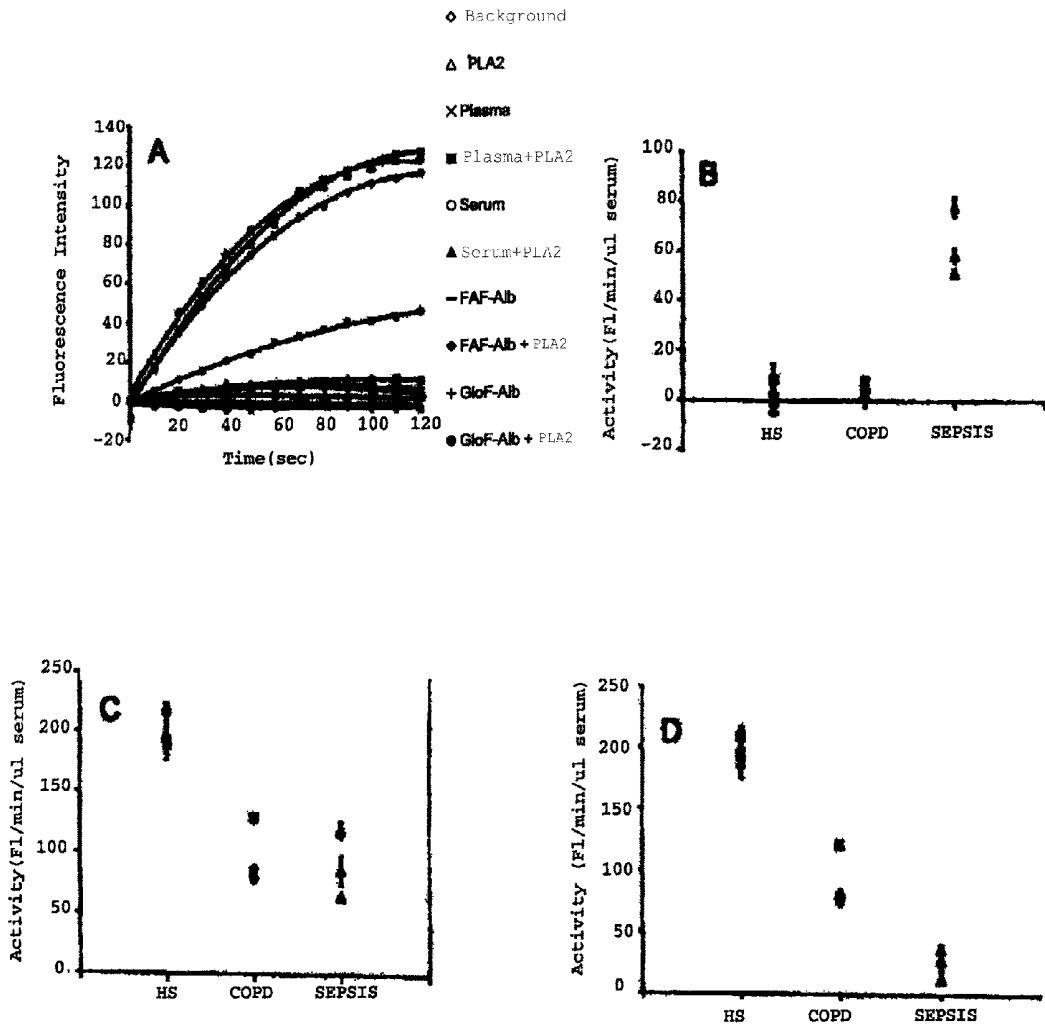 Background
PLA2
Plasma
Plasma+PLA2
Serum
Serum+PLA2
FAF-Alb
FAF-Alb + PLA2
GloF-Alb
GloF-Alb + PLA2
A
Fluorescence Intensity
140
120
100
80
60
40
20
0
-20
20 40 60 80 100 120
Time(sec)
B
Activity(Fl/min/ul serum)
100
80
60
40
20
0
-20
HS COPD SEPSIS
C
Activity(Fl/min/ul serum)
250
200
150
100
50
0.
HS COPD SEPSIS
D
Activity (Fl/min/ul serum)
250
200
150
100
50
0
HS COPD SEPSIS